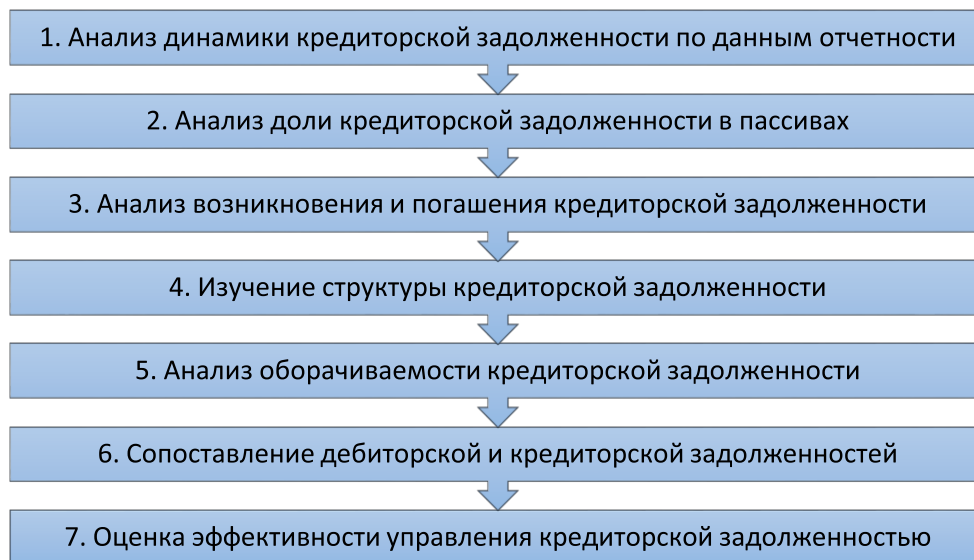 1. Анализ динамики кредиторской задолженности по данным отчетности
2. Анализ доли кредиторской задолженности в пассивах
3. Анализ возникновения и погашения кредиторской задолженности
4. Изучение структуры кредиторской задолженности
5. Анализ оборачиваемости кредиторской задолженности
6. Сопоставление дебиторской и кредиторской задолженностей
7. Оценка эффективности управления кредиторской задолженностью